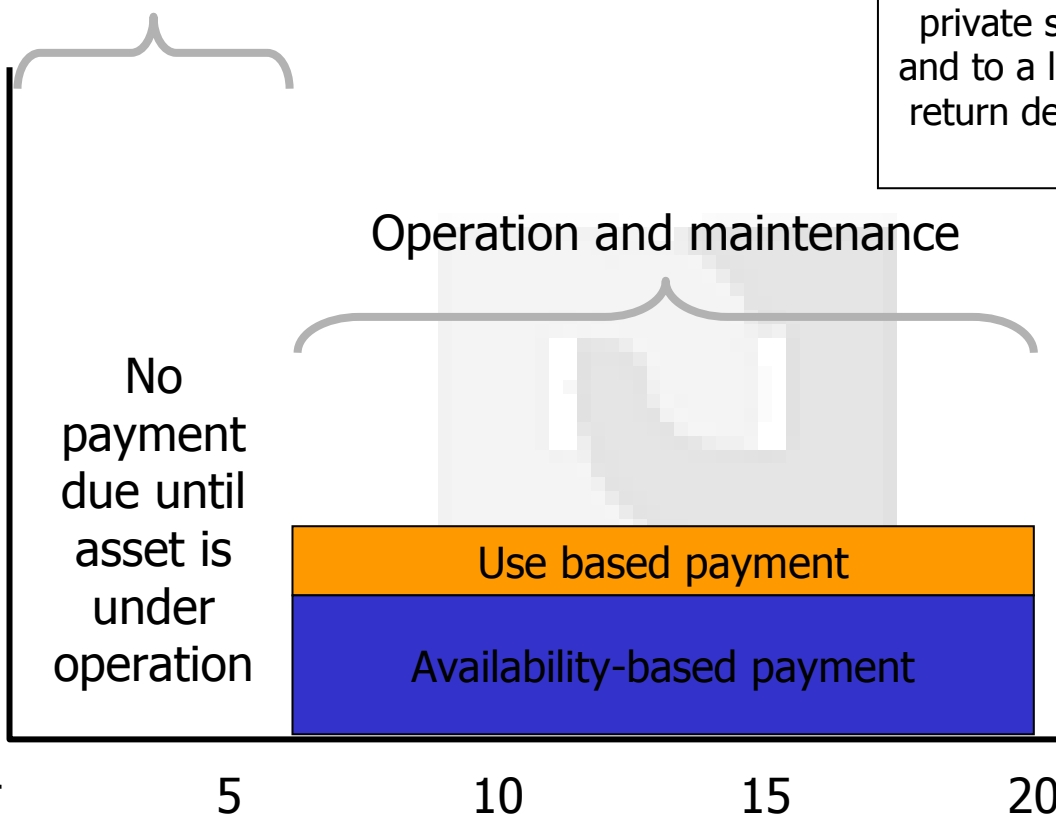 private
and to a
return
Operation and maintenance
No
payment
due until
asset is
under
operation
Use based payment
Availability-based payment
5 10 15 20